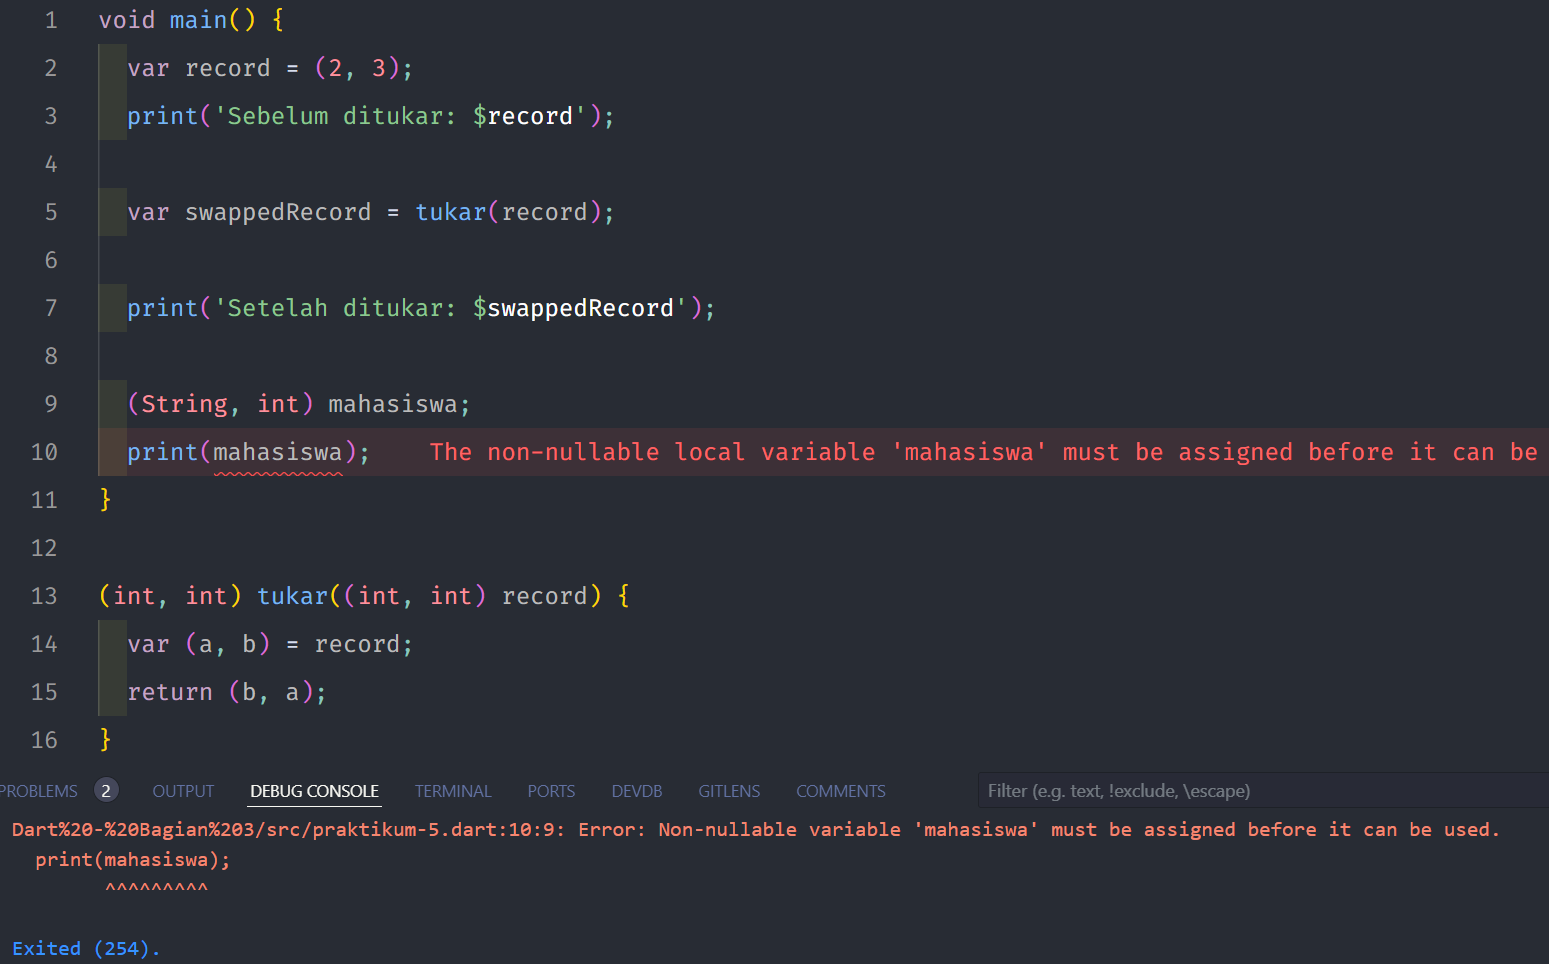 1 void main() {
2 var record = (2, 3);
3 print('Sebelum ditukar: $record');
4
5 var swappedRecord = tukar(record);
6
7 print('Setelah ditukar: $swappedRecord');
8
9 (String, int) mahasiswa;
10 print(mahasiswa); The non-nullable local variable 'mahasiswa' must be assigned before it can be
11 }
12
13 (int, int) tukar((int, int) record) {
14 var (a, b) = record;
15 return (b, a);
16 }
PROBLEMS 2 OUTPUT DEBUG CONSOLE TERMINAL PORTS DEVDB GITLENS COMMENTS Filter (e.g. text, !exclude, \escape)
Dart%20-%20Bagian%203/src/praktikum-5.dart:10:9: Error: Non-nullable variable 'mahasiswa' must be assigned before it can be used.
print(mahasiswa);
^^^^^^^^^
Exited (254).